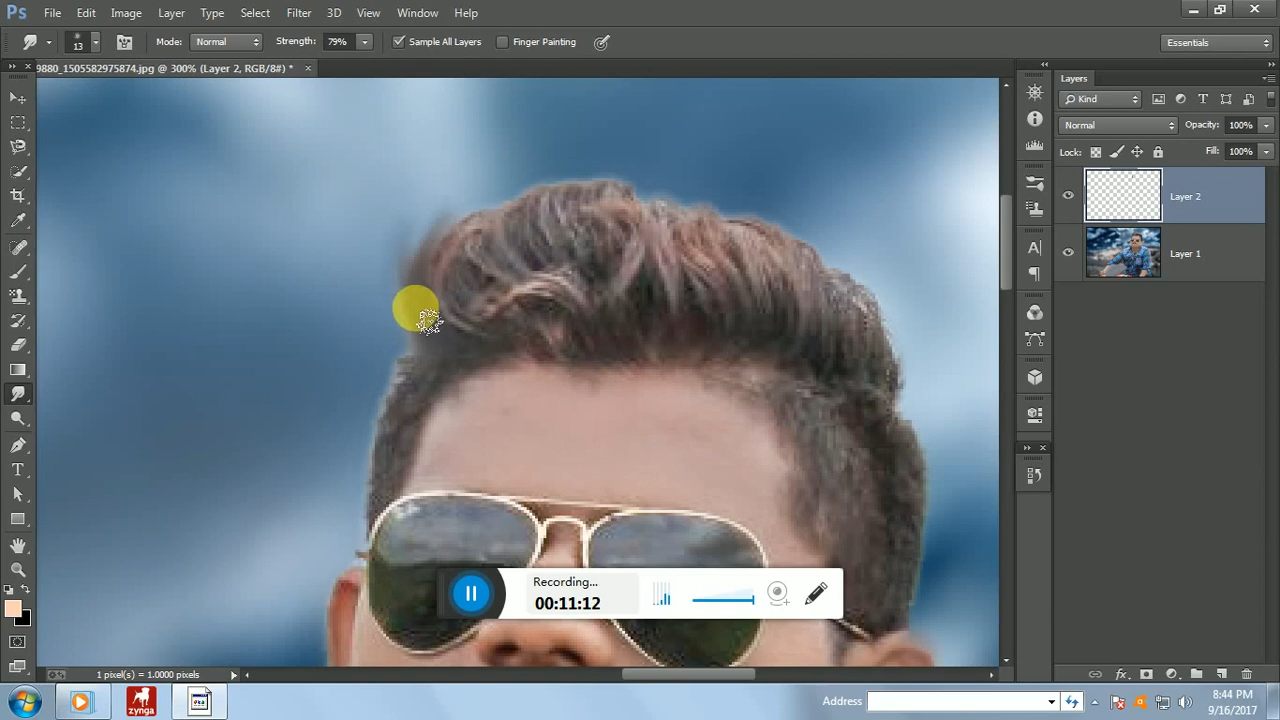 Ps File Edit Image Layer Type Select Filter 3D View Window Help
13 Mode: Normal Strength: 79% Sample All Layers Finger Painting Essentials
9880_1505582975874.jpg @ 300% (Layer 2, RGB/8#) *
Layers
Kind
Normal Opacity: 100%
Lock: Fill: 100%
Layer 2
Layer 1
Recording...
00:11:12
1 pixel(s) = 1.0000 pixels
zynga
Address
8:44 PM
9/16/2017